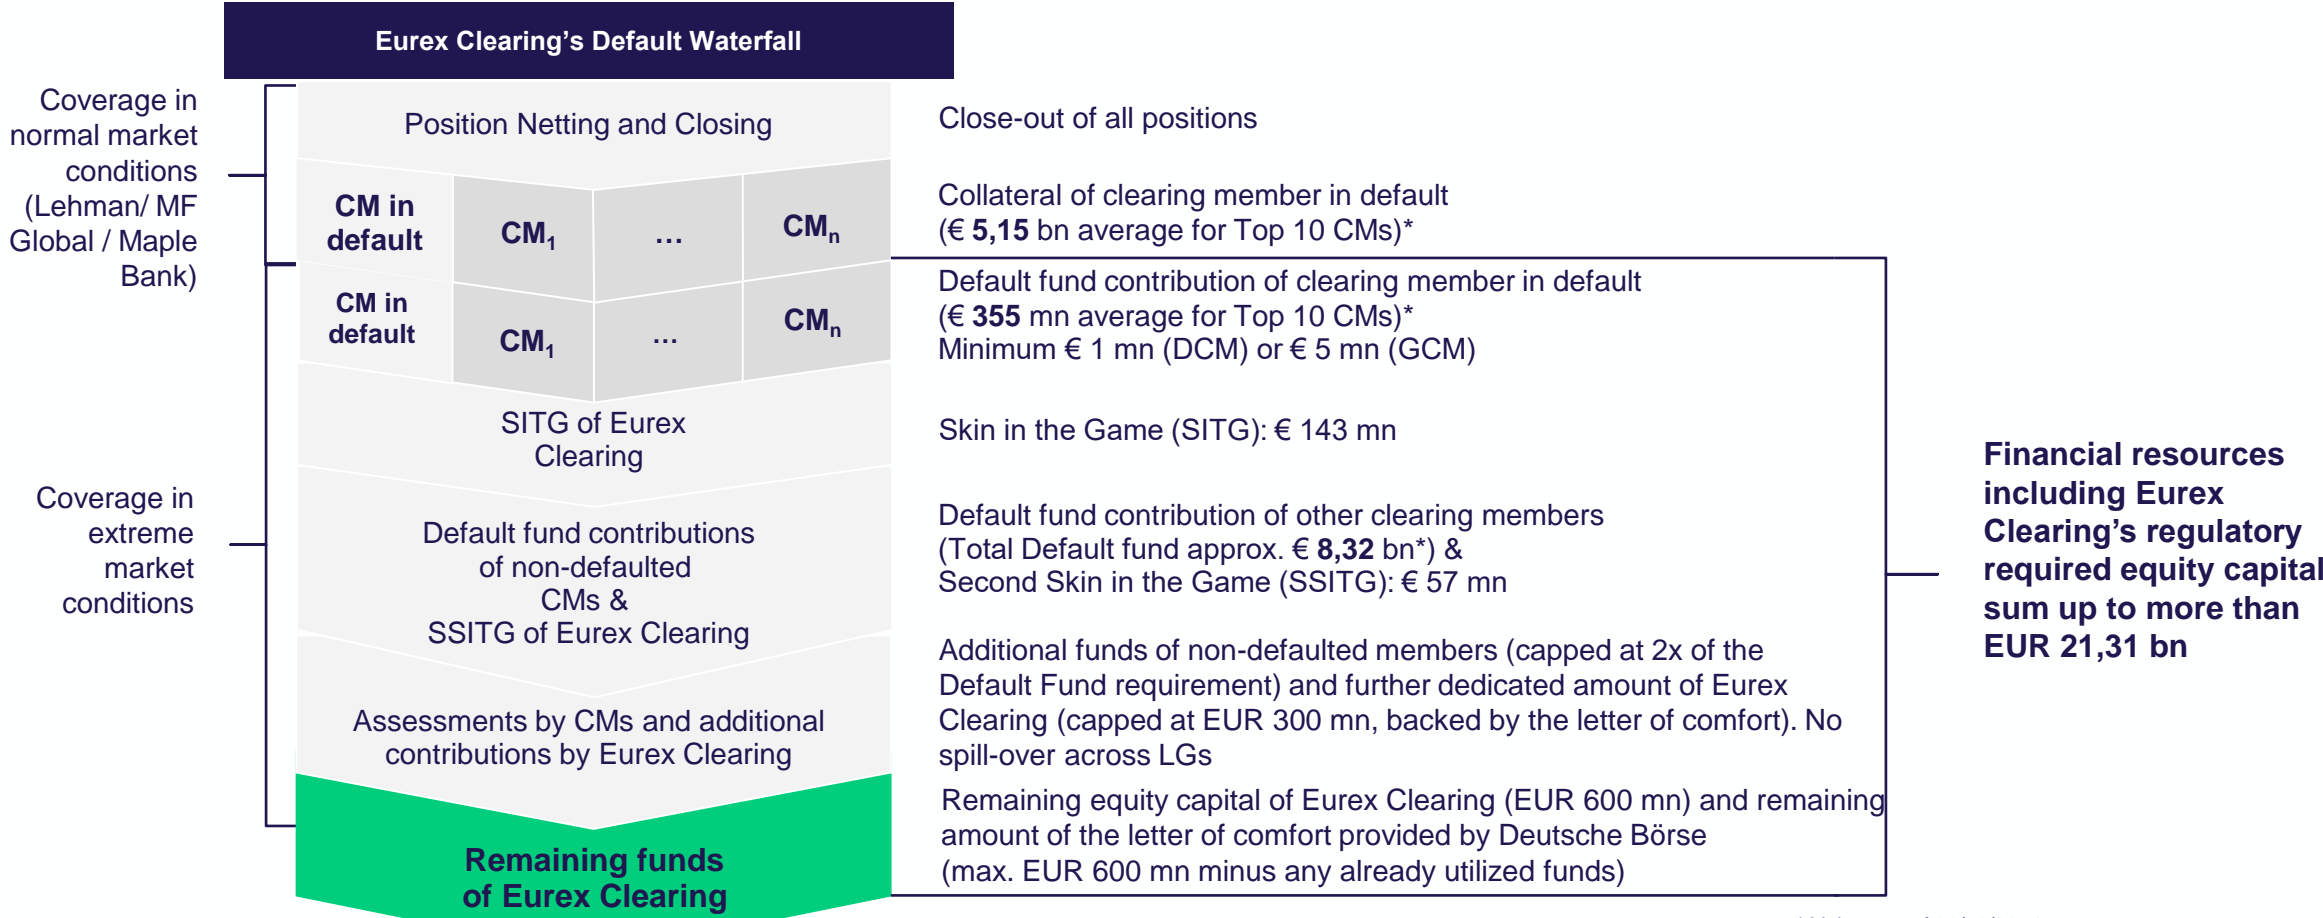 Eurex Clearing's Default Waterfall
Coverage in
normal market
conditions
(Lehman/ MF
Global / Maple
Bank)
Position Netting and Closing
Close-out of all positions
CM in
default
CM1
...
CMn
Collateral of clearing member in default
(€ 5,15 bn average for Top 10 CMs)*
CM in
default
CM1
...
CMn
Default fund contribution of clearing member in default
(€ 355 mn average for Top 10 CMs)*
Minimum € 1 mn (DCM) or € 5 mn (GCM)
SITG of Eurex
Clearing
Skin in the Game (SITG): € 143 mn
Coverage in
extreme
market
conditions
Default fund contributions
of non-defaulted
CMs &
SSITG of Eurex Clearing
Default fund contribution of other clearing members
(Total Default fund approx. € 8,32 bn*) &
Second Skin in the Game (SSITG): € 57 mn
Assessments by CMs and additional
contributions by Eurex Clearing
Additional funds of non-defaulted members (capped at 2x of the
Default Fund requirement) and further dedicated amount of Eurex
Clearing (capped at EUR 300 mn, backed by the letter of comfort). No
spill-over across LGs
Remaining funds
of Eurex Clearing
Remaining equity capital of Eurex Clearing (EUR 600 mn) and remaining
amount of the letter of comfort provided by Deutsche Börse
(max. EUR 600 mn minus any already utilized funds)
Financial resources
including Eurex
Clearing's regulatory
required equity capital
sum up to more than
EUR 21,31 bn